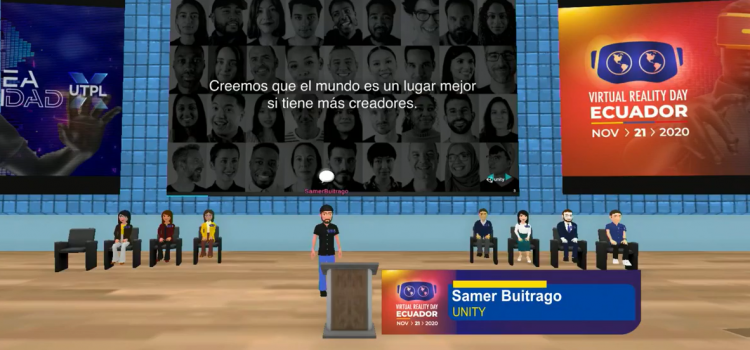 EA
DAD
UTPL
Creemos que el mundo es un lugar mejor
si tiene más creadores.
unity
SamerBuitrago
VIRTUAL REALITY DAY
ECUADOR
NOV > 21 > 2020
VIRTUAL REALITY DAY
ECUADOR
NOV > 21 > 2020
Samer Buitrago
UNITY